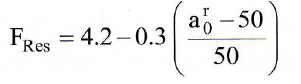 F_Res = 4.2 – 0.3 ( (a_0^r – 50) / 50 )